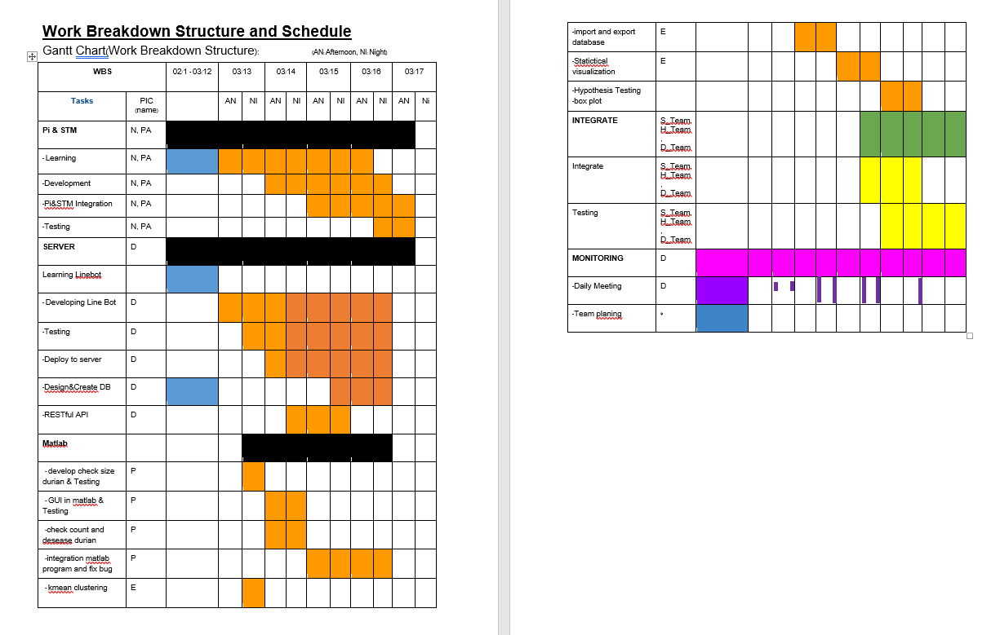 Work Breakdown Structure and Schedule
Gantt Chart(Work Breakdown Structure): (AN: Afternoon, NI: Night)
WBS 02/1 - 03/12 03/13 03/14 03/15 03/16 03/17
Tasks PIC (name) AN NI AN NI AN NI AN NI AN Ni
Pi & STM N, PA
- Learning N, PA
-Development N, PA
-Pi&STM Integration N, PA
-Testing N, PA
SERVER D
Learning Linebot
- Developing Line Bot D
-Testing D
-Deploy to server D
-Design&Create DB D
-RESTful API D
Matlab
- develop check size P
durian & Testing
- GUI in matlab & P
Testing
-check count and P
desease durian
-integration matlab P
program and fix bug
- kmean clustering E
-import and export E
database
-Statictical E
visualization
-Hypothesis Testing
-box plot
INTEGRATE S. Team,
H. Team
,
D. Team
Integrate S. Team,
H. Team
,
D. Team
Testing S. Team,
H. Team
,
D. Team
MONITORING D
-Daily Meeting D
-Team planing *